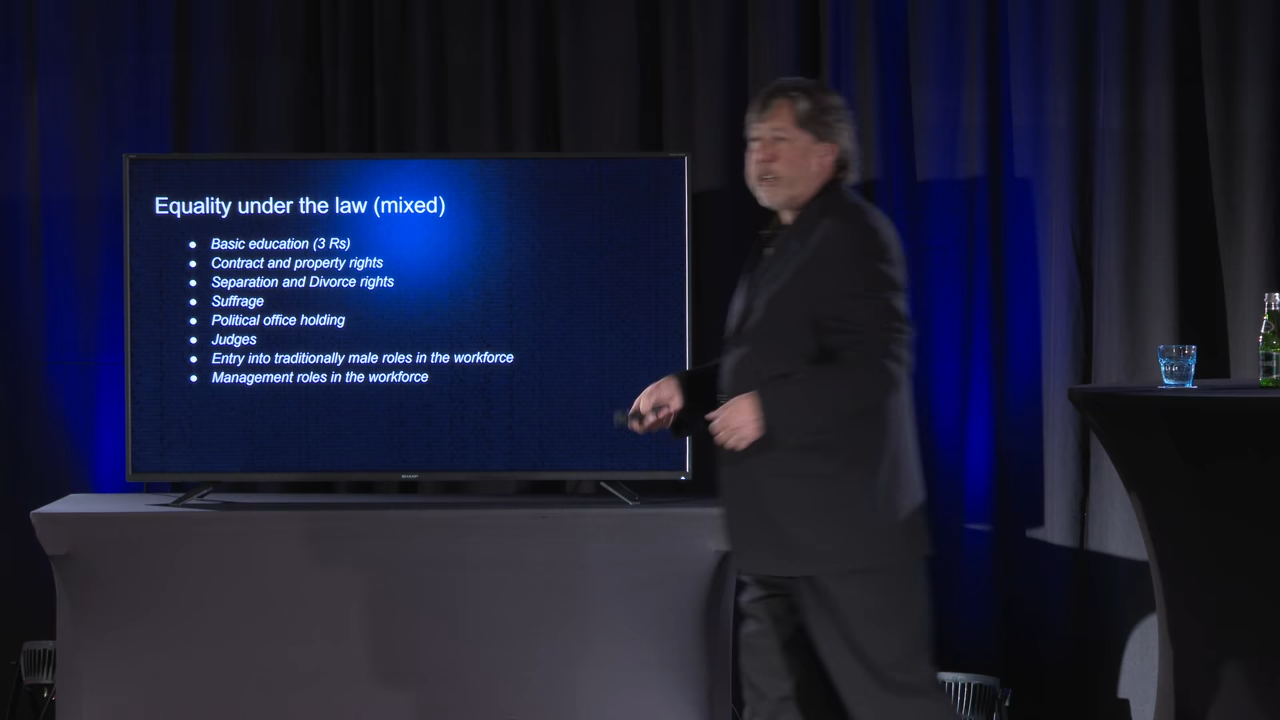 Equality under the law (mixed)
● Basic education (3 Rs)
● Contract and property rights
● Separation and Divorce rights
● Suffrage
● Political office holding
● Judges
● Entry into traditionally male roles in the workforce
● Management roles in the workforce
SHARP